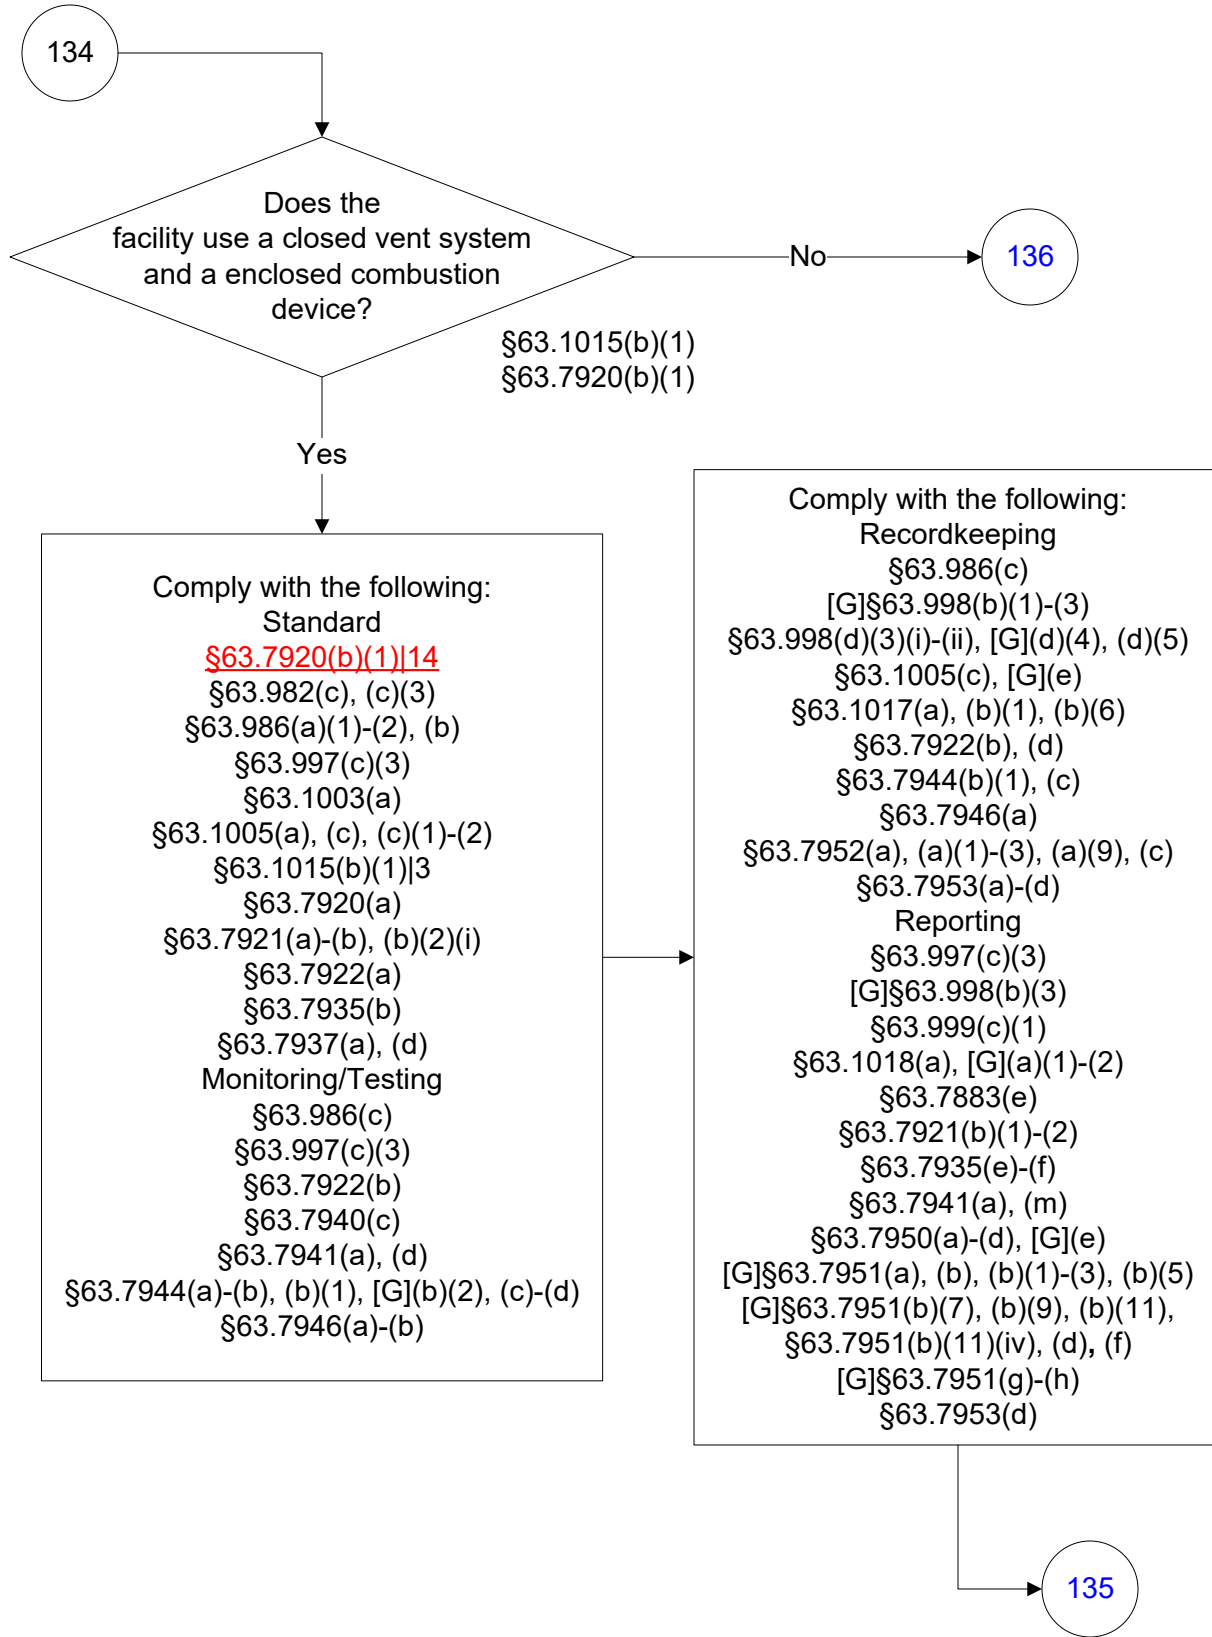 134
Does the
facility use a closed vent system
and a enclosed combustion
device?
No
136
§63.1015(b)(1)
§63.7920(b)(1)
Yes
Comply with the following:
Standard
§63.7920(b)(1)|14
§63.982(c), (c)(3)
§63.986(a)(1)-(2), (b)
§63.997(c)(3)
§63.1003(a)
§63.1005(a), (c), (c)(1)-(2)
§63.1015(b)(1)|3
§63.7920(a)
§63.7921(a)-(b), (b)(2)(i)
§63.7922(a)
§63.7935(b)
§63.7937(a), (d)
Monitoring/Testing
§63.986(c)
§63.997(c)(3)
§63.7922(b)
§63.7940(c)
§63.7941(a), (d)
§63.7944(a)-(b), (b)(1), [G](b)(2), (c)-(d)
§63.7946(a)-(b)
Comply with the following:
Recordkeeping
§63.986(c)
[G]§63.998(b)(1)-(3)
§63.998(d)(3)(i)-(ii), [G](d)(4), (d)(5)
§63.1005(c), [G](e)
§63.1017(a), (b)(1), (b)(6)
§63.7922(b), (d)
§63.7944(b)(1), (c)
§63.7946(a)
§63.7952(a), (a)(1)-(3), (a)(9), (c)
§63.7953(a)-(d)
Reporting
§63.997(c)(3)
[G]§63.998(b)(3)
§63.999(c)(1)
§63.1018(a), [G](a)(1)-(2)
§63.7883(e)
§63.7921(b)(1)-(2)
§63.7935(e)-(f)
§63.7941(a), (m)
§63.7950(a)-(d), [G](e)
[G]§63.7951(a), (b), (b)(1)-(3), (b)(5)
[G]§63.7951(b)(7), (b)(9), (b)(11),
§63.7951(b)(11)(iv), (d), (f)
[G]§63.7951(g)-(h)
§63.7953(d)
135